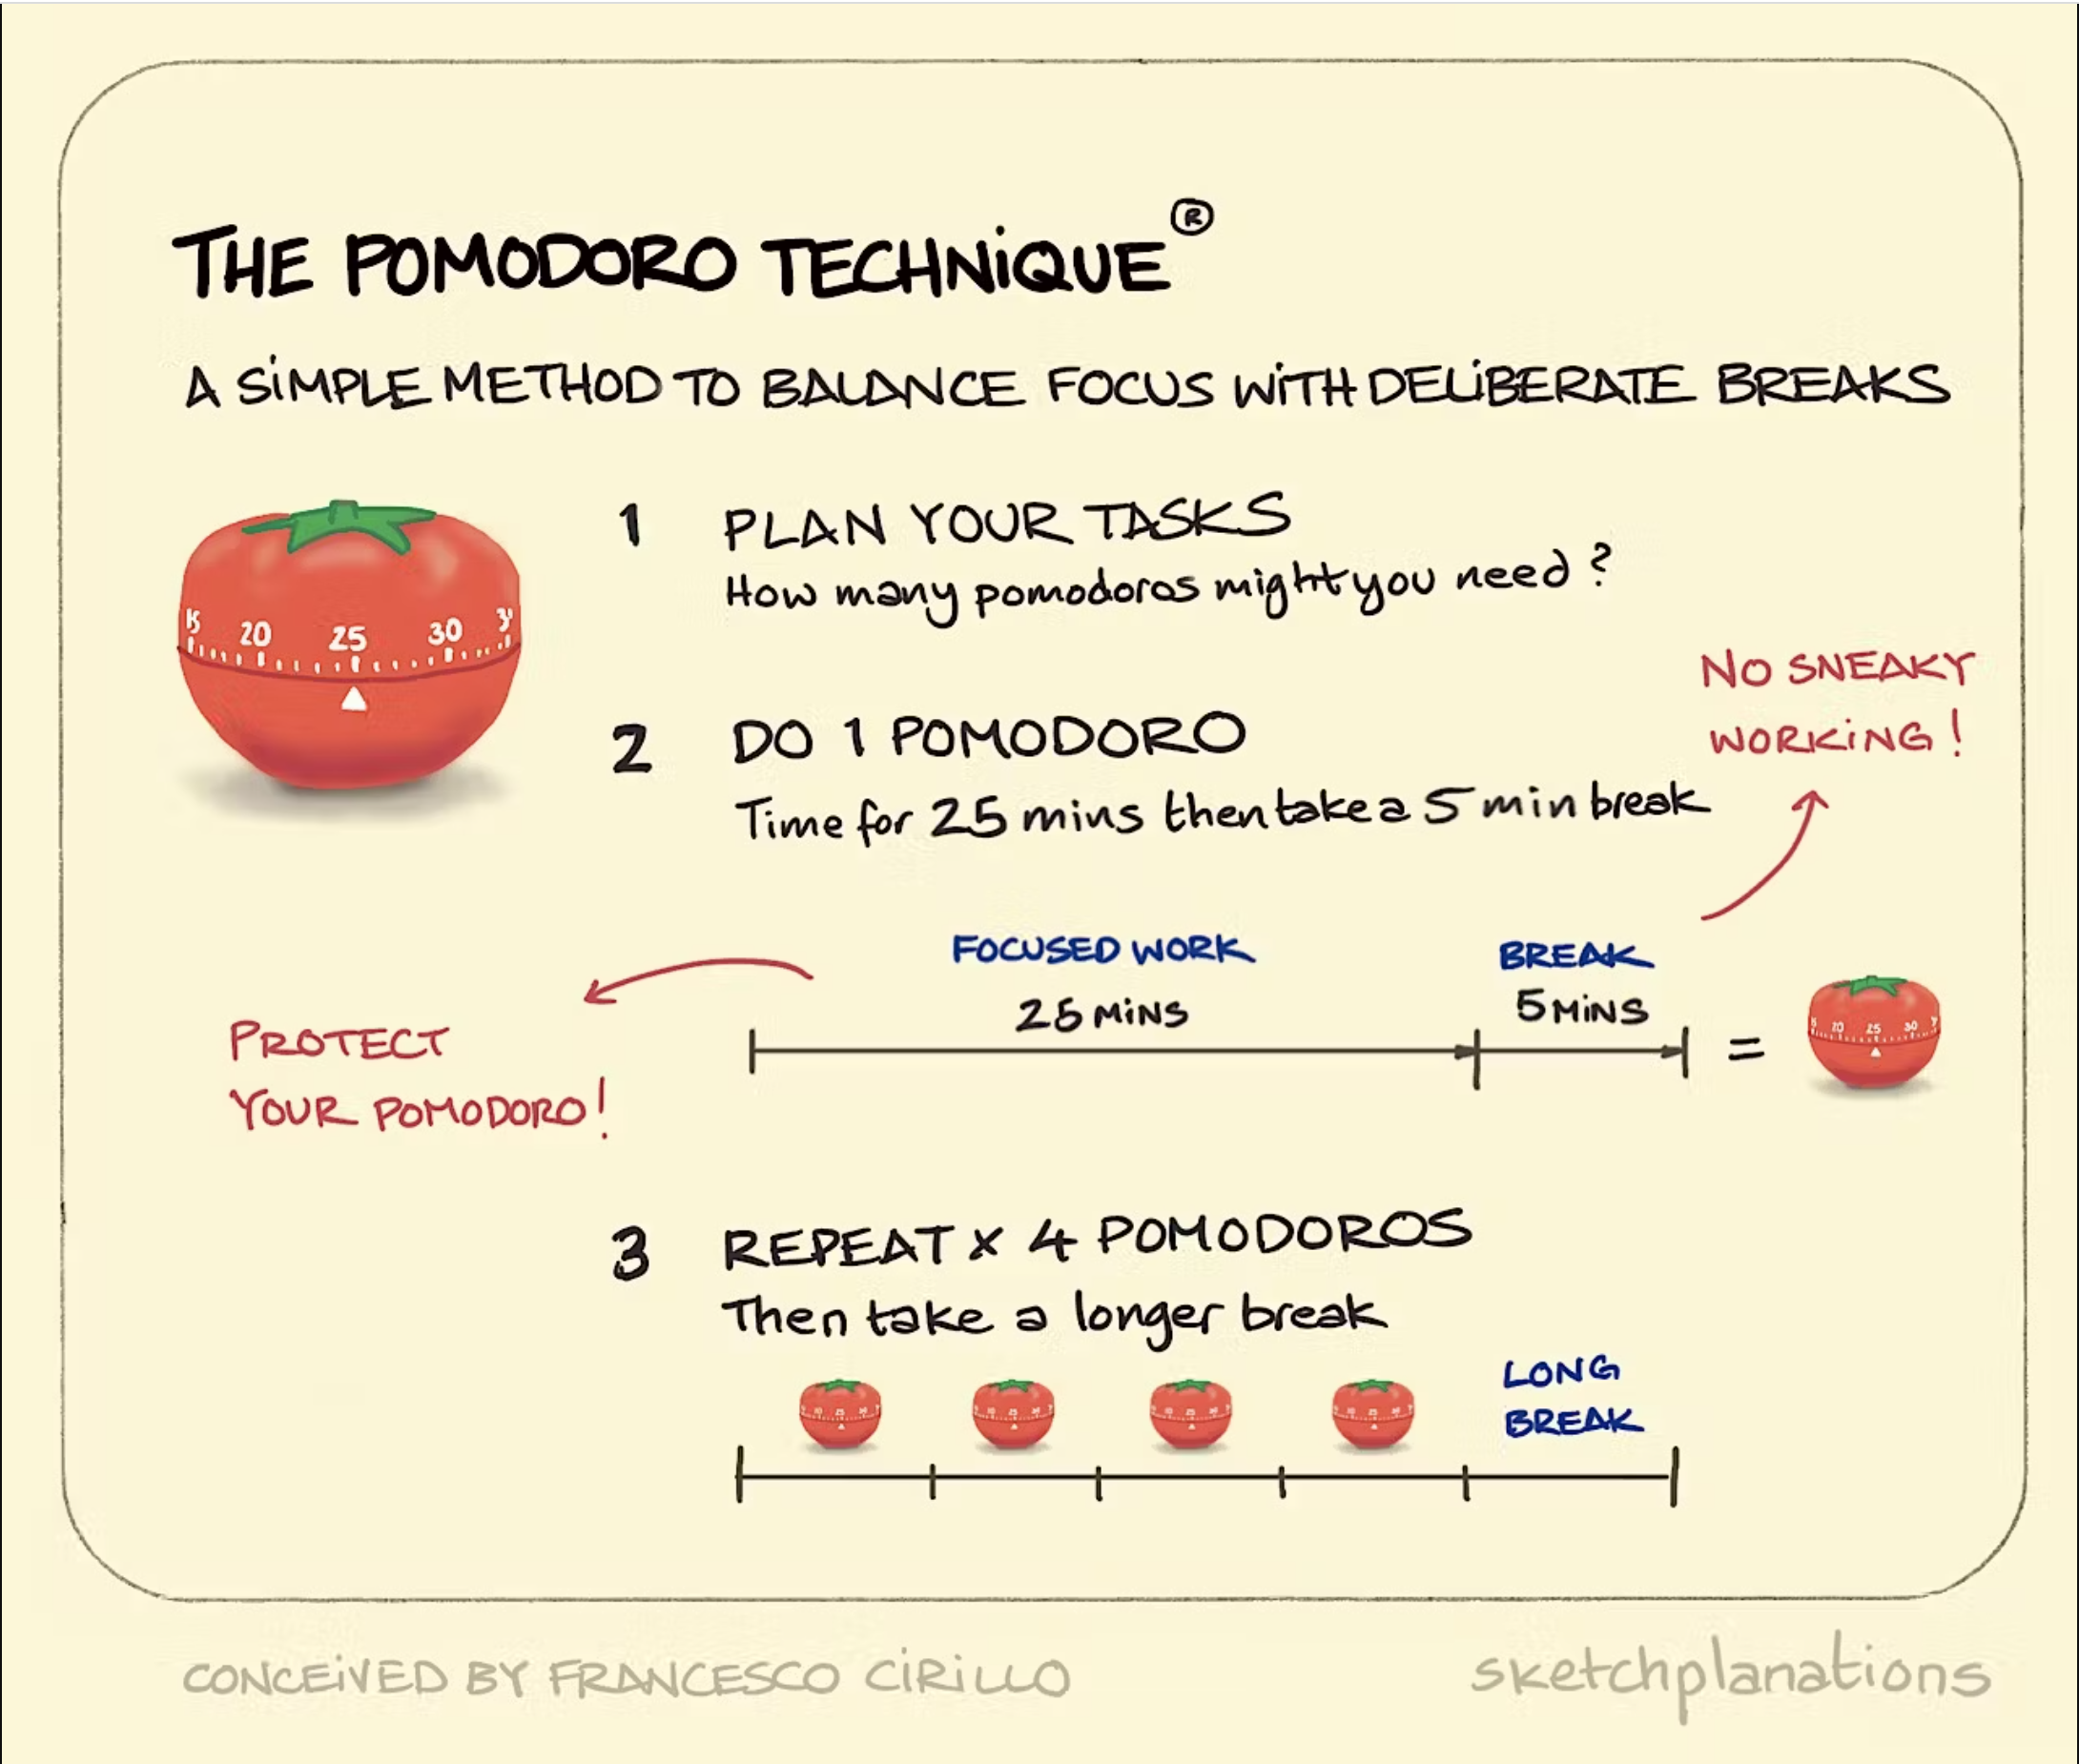 THE POMODORO TECHNIQUE®
A SIMPLE METHOD TO BALANCE FOCUS WITH DELIBERATE BREAKS
1 PLAN YOUR TASKS
How many pomodoros might you need?
15 20 25 30
NO SNEAKY
WORKING!
2 DO 1 POMODORO
Time for 25 mins then take a 5 min break
FOCUSED WORK
25 MINS
BREAK
5 MINS
=
20 25 30
PROTECT
YOUR POMODORO!
3 REPEAT x 4 POMODOROS
Then take a longer break
LONG
BREAK
CONCEIVED BY FRANCESCO CIRILLO
sketchplanations